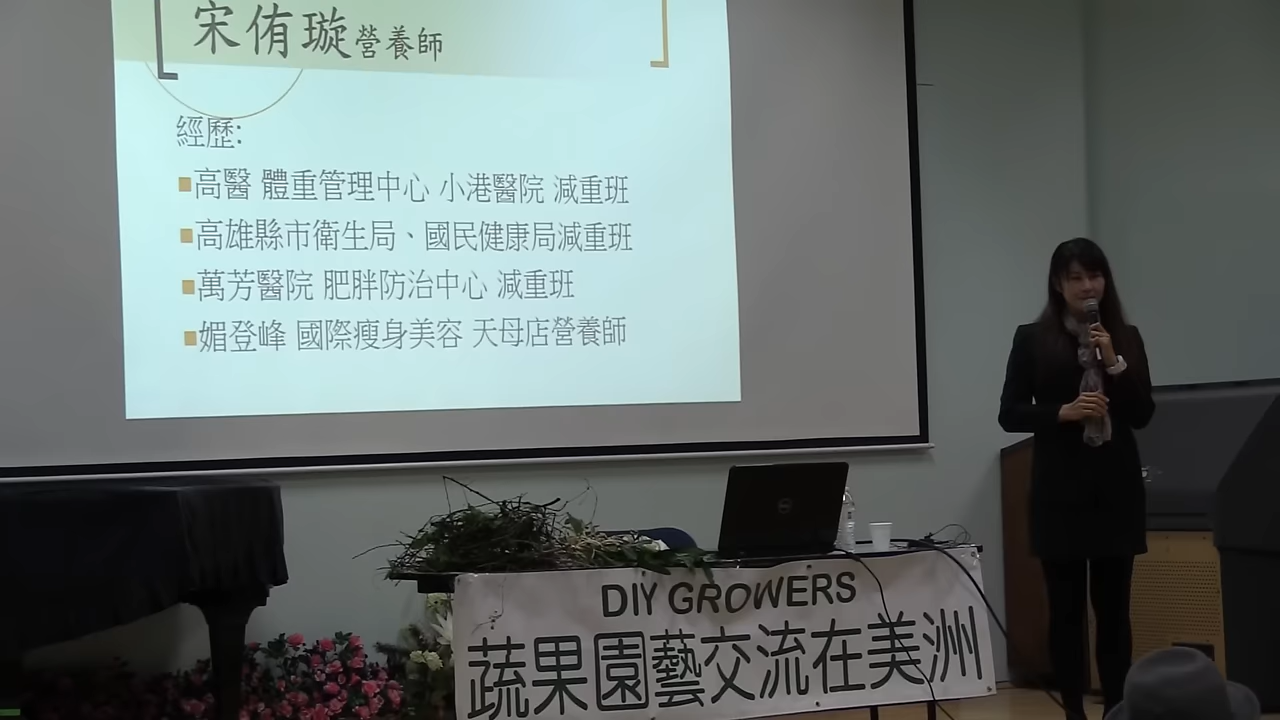 宋侑璇營養師
經歷:
高醫 體重管理中心 小港醫院 減重班
高雄縣市衛生局、國民健康局減重班
萬芳醫院 肥胖防治中心 減重班
媚登峰 國際瘦身美容 天母店營養師
DIY GROWERS
蔬果園藝交流在美洲